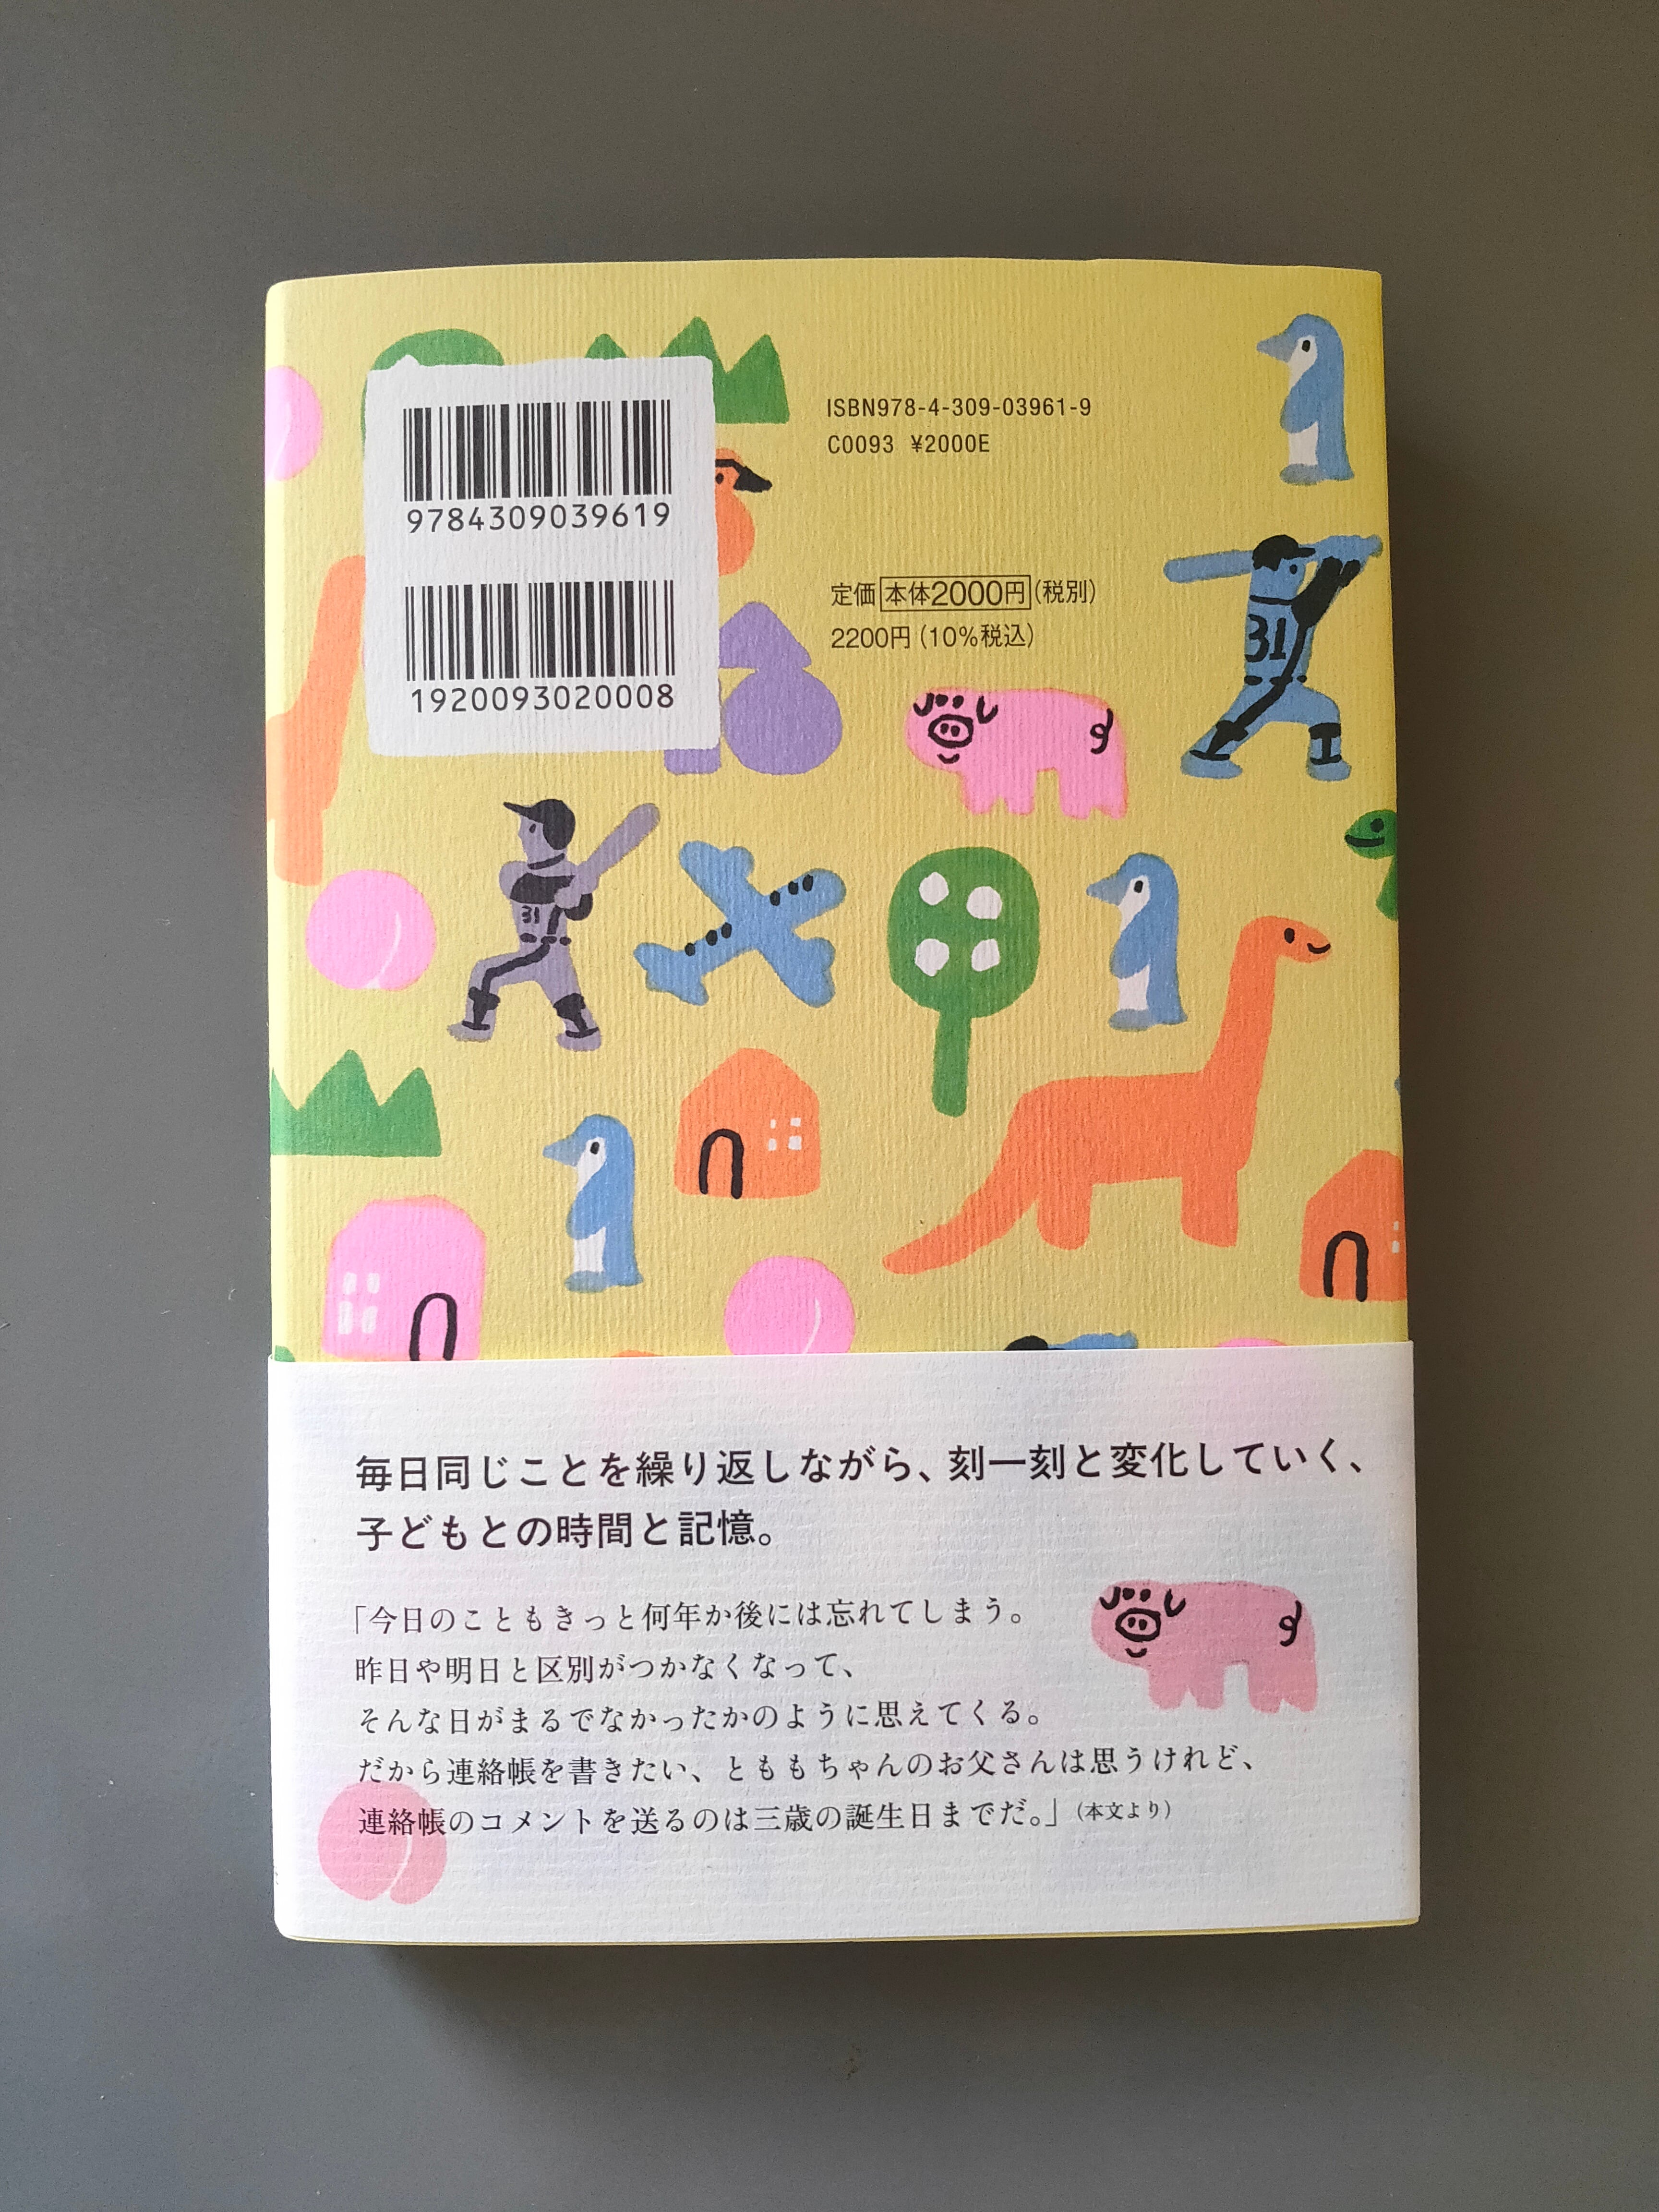 9784309039619
1920093020008
ISBN978-4-309-03961-9
C0093 ¥2000E
定価 本体2000円(税別)
2200円(10%税込)
31
31
毎日同じことを繰り返しながら、刻一刻と変化していく、
子どもとの時間と記憶。
「今日のこともきっと何年か後には忘れてしまう。
昨日や明日と区別がつかなくなって、
そんな日がまるでなかったかのように思えてくる。
だから連絡帳を書きたい、とももちゃんのお父さんは思うけれど、
連絡帳のコメントを送るのは三歳の誕生日までだ。」(本文より)